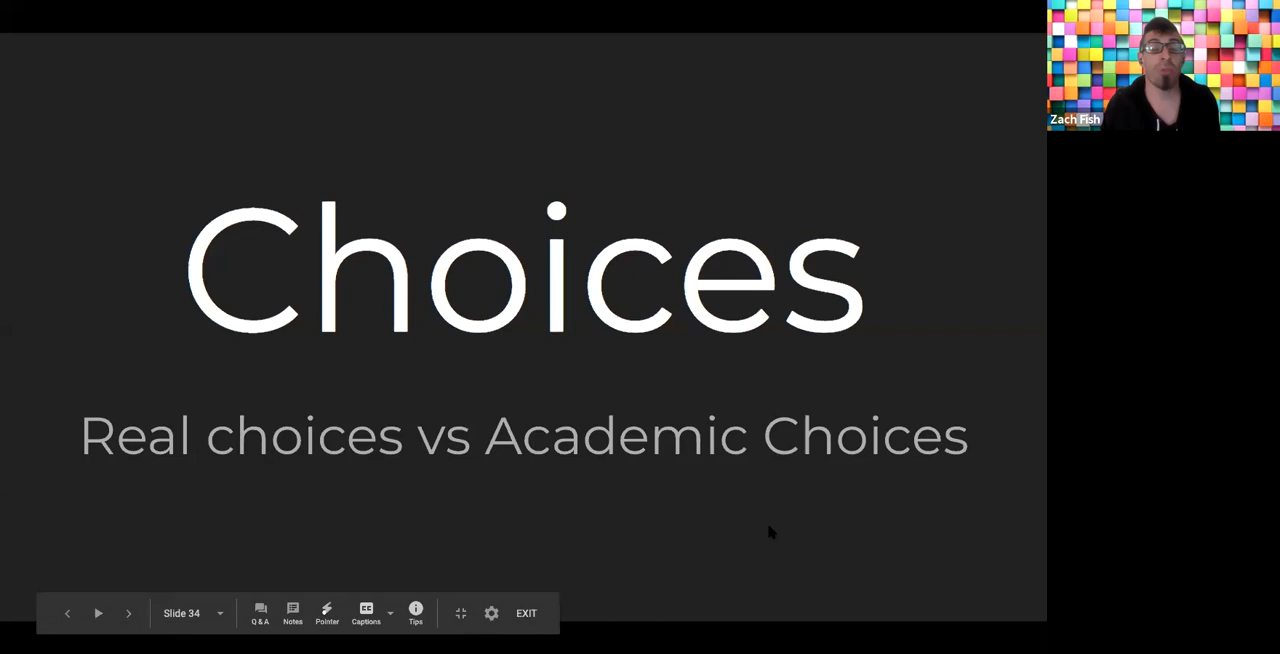 Choices
Real choices vs Academic Choices
Zach Fish
Slide 34
Q & A
Notes
Pointer
Captions
Tips
EXIT